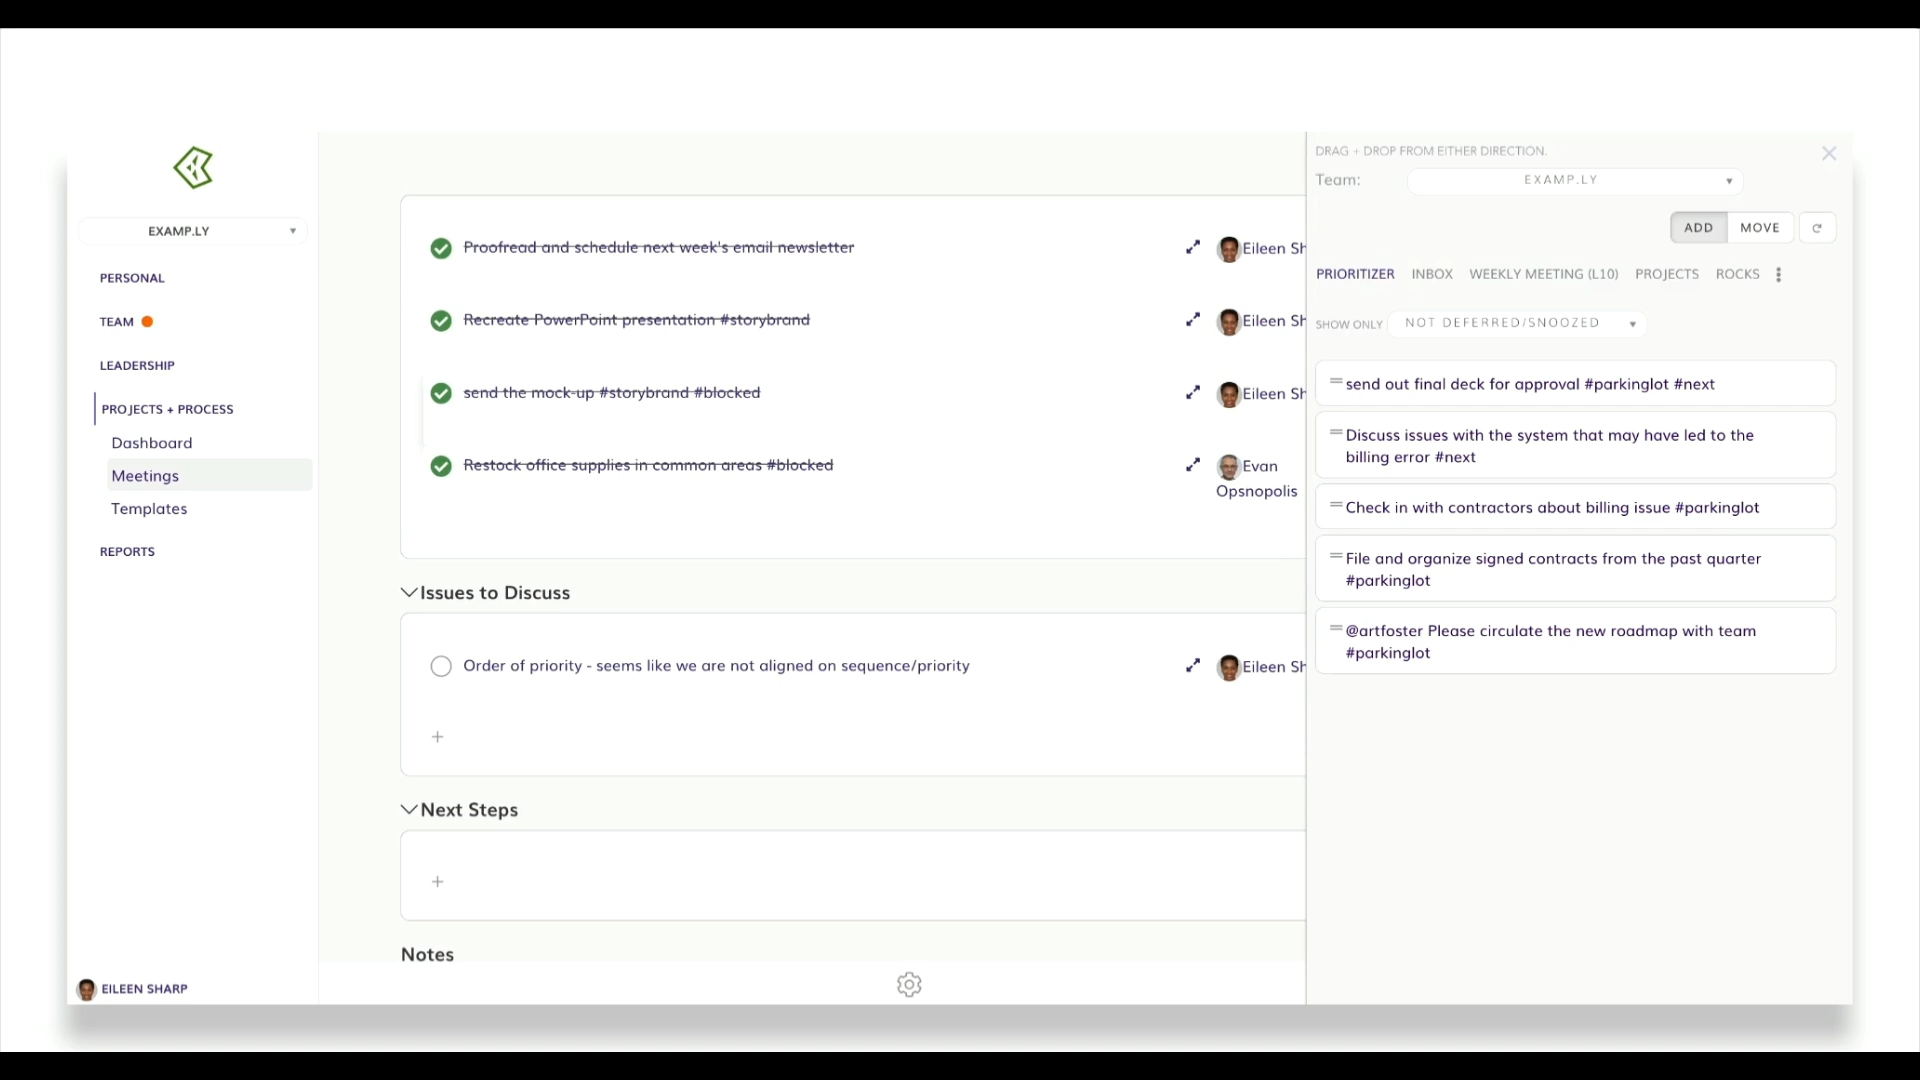 EXAMP.LY
PERSONAL
TEAM
LEADERSHIP
PROJECTS + PROCESS
Dashboard
Meetings
Templates
REPORTS
EILEEN SHARP
Proofread and schedule next week's email newsletter
Eileen Sh
Recreate PowerPoint presentation #storybrand
Eileen Sh
send the mock-up #storybrand #blocked
Eileen Sh
Restock office supplies in common areas #blocked
Evan
Opsnopolis
Issues to Discuss
Order of priority - seems like we are not aligned on sequence/priority
Eileen Sh
+
Next Steps
+
Notes
DRAG + DROP FROM EITHER DIRECTION.
Team:
EXAMP.LY
ADD
MOVE
PRIORITIZER
INBOX
WEEKLY MEETING (L10)
PROJECTS
ROCKS
SHOW ONLY
NOT DEFERRED/SNOOZED
send out final deck for approval #parkinglot #next
Discuss issues with the system that may have led to the
billing error #next
Check in with contractors about billing issue #parkinglot
File and organize signed contracts from the past quarter
#parkinglot
@artfoster Please circulate the new roadmap with team
#parkinglot